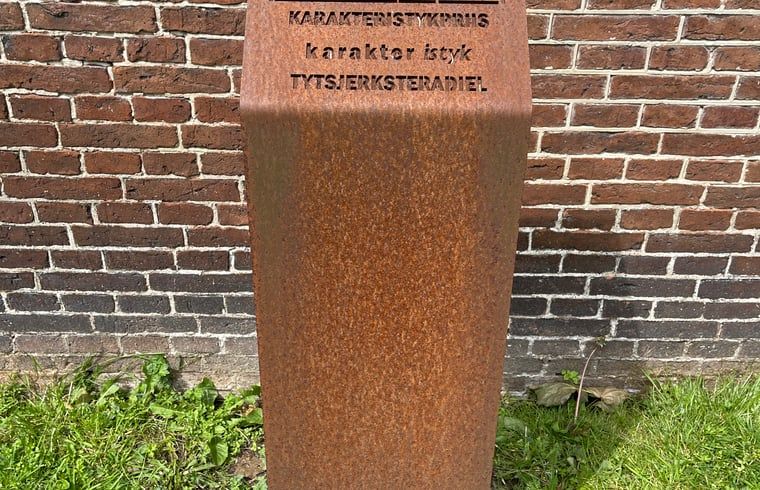 KARAKTERISTYKPRIIS
karakter istyk
TYTSJERKSTERADIEL